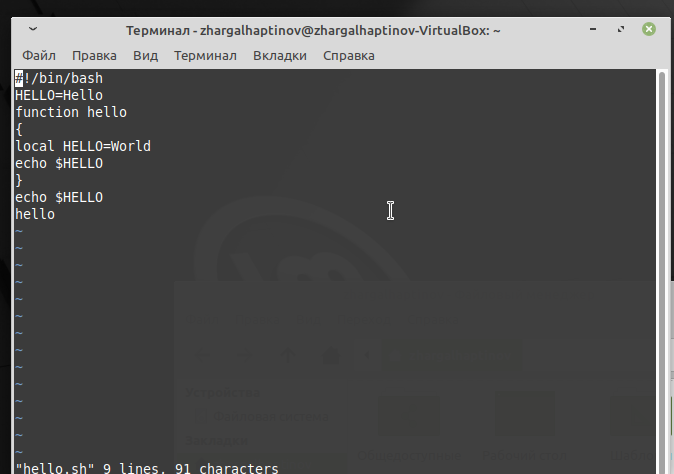 Терминал - zhargalhaptinov@zhargalhaptinov-VirtualBox: ~
Файл Правка Вид Терминал Вкладки Справка
#!/bin/bash
HELLO=Hello
function hello
{
local HELLO=World
echo $HELLO
}
echo $HELLO
hello
~
~
~
~
~
~
~
~
~
~
~
~
~
~
"hello.sh" 9 lines, 91 characters